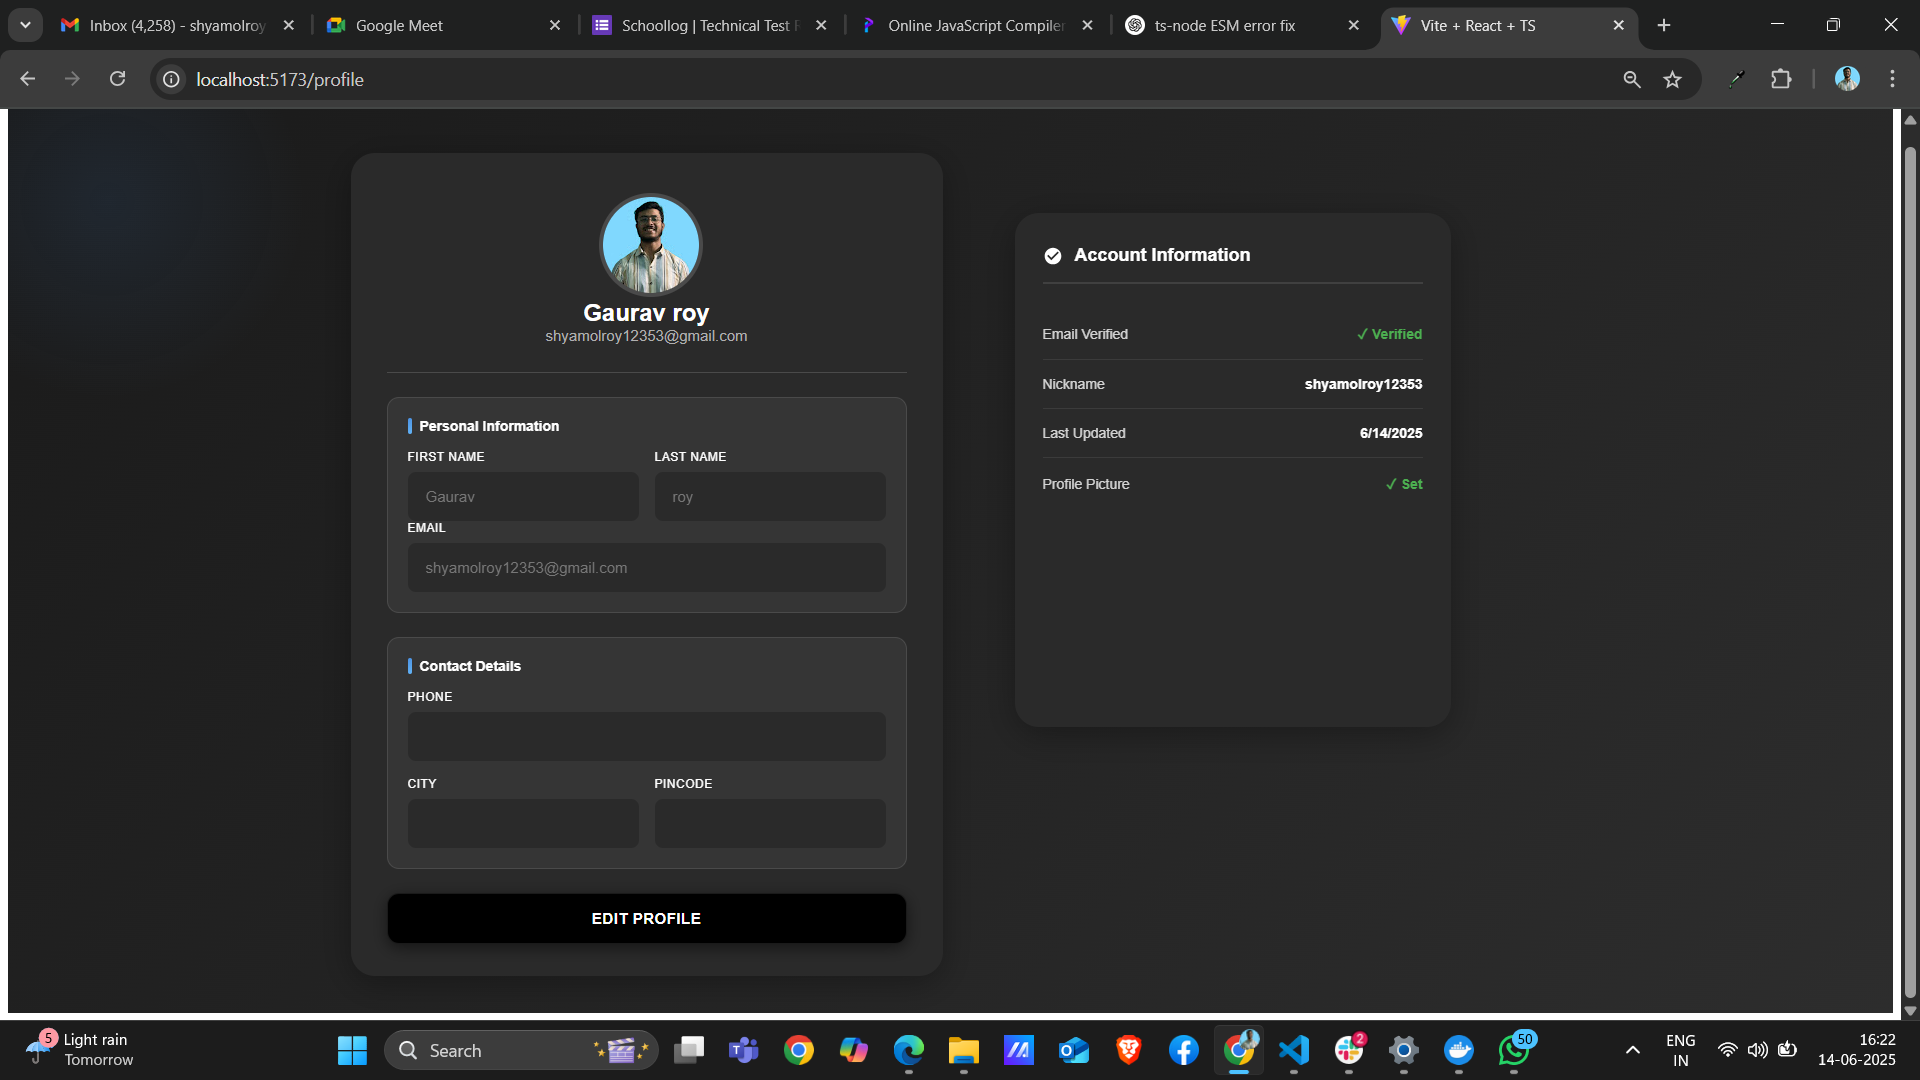 Inbox (4,258) - shyamolroy
Google Meet
Schoollog | Technical Test R
Online JavaScript Compiler
ts-node ESM error fix
Vite + React + TS
localhost:5173/profile
Gaurav roy
shyamolroy12353@gmail.com
Personal Information
FIRST NAME
LAST NAME
Gaurav
roy
EMAIL
shyamolroy12353@gmail.com
Contact Details
PHONE
CITY
PINCODE
EDIT PROFILE
Account Information
Email Verified
✓ Verified
Nickname
shyamolroy12353
Last Updated
6/14/2025
Profile Picture
✓ Set
5
Light rain
Tomorrow
Search
2
50
ENG
IN
16:22
14-06-2025